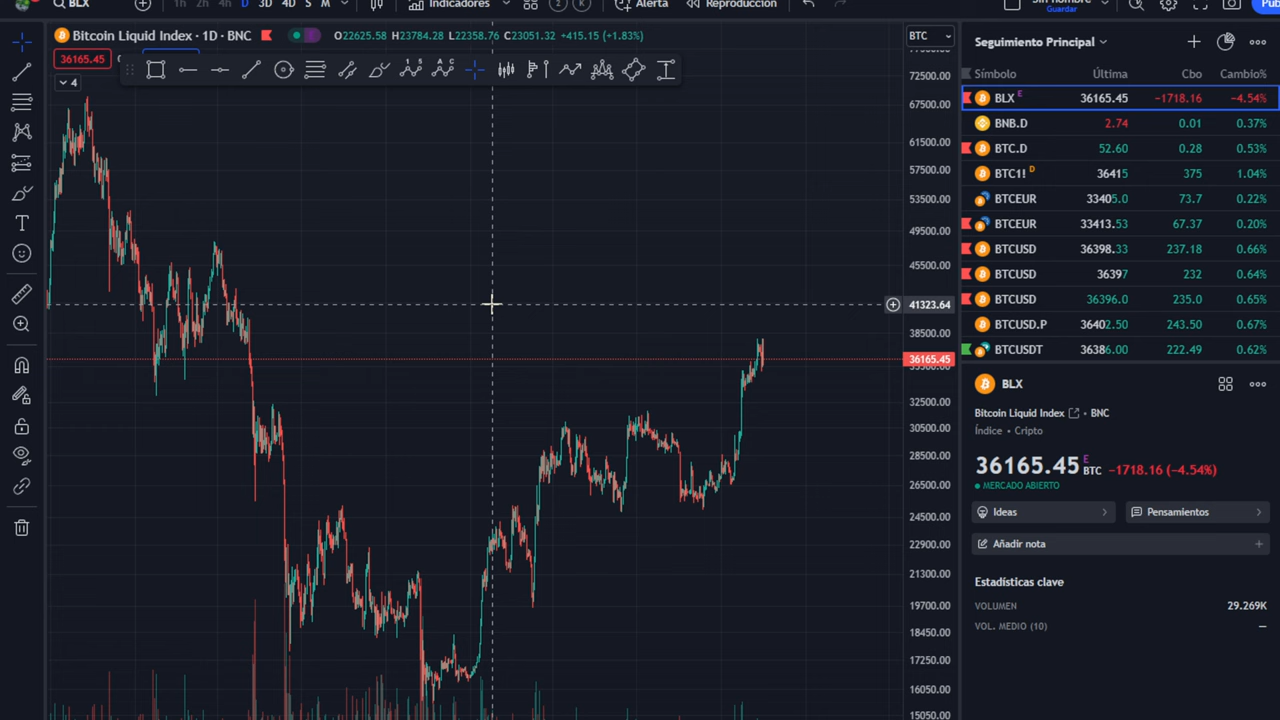 BLX 1h 2h 4h D 3D 4D S M Indicadores 2 K Alerta Reproducción Guardar
Bitcoin Liquid Index · 1D · BNC O22625.58 H23784.28 L22358.76 C23051.32 +415.15 (+1.83%) BTC
36165.45
4
72500.00
67500.00
61500.00
57500.00
53500.00
49500.00
45500.00
41323.64
38500.00
36165.45
32500.00
30500.00
28500.00
26500.00
24500.00
22900.00
21300.00
19700.00
18450.00
17250.00
16050.00
15050.00
Seguimiento Principal
Símbolo Última Cbo Cambio%
BLX E 36165.45 −1718.16 −4.54%
BNB.D 2.74 0.01 0.37%
BTC.D 52.60 0.28 0.53%
BTC1! D 36415 375 1.04%
BTCEUR 33405.0 73.7 0.22%
BTCEUR 33413.53 67.37 0.20%
BTCUSD 36398.33 237.18 0.66%
BTCUSD 36397 232 0.64%
BTCUSD 36396.0 235.0 0.65%
BTCUSD.P 36402.50 243.50 0.67%
BTCUSDT 36386.00 222.49 0.62%
BLX
Bitcoin Liquid Index • BNC
Índice • Cripto
36165.45 E BTC −1718.16 (−4.54%)
MERCADO ABIERTO
Ideas Pensamientos
Añadir nota
Estadísticas clave
VOLUMEN 29.269K
VOL. MEDIO (10) —